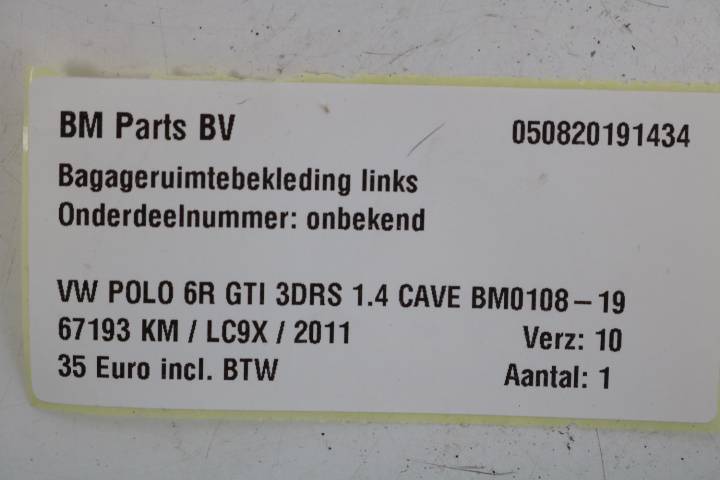 BM Parts BV 050820191434
Bagageruimtebekleding links
Onderdeelnummer: onbekend
VW POLO 6R GTI 3DRS 1.4 CAVE BM0108-19
67193 KM / LC9X / 2011 Verz: 10
35 Euro incl. BTW Aantal: 1